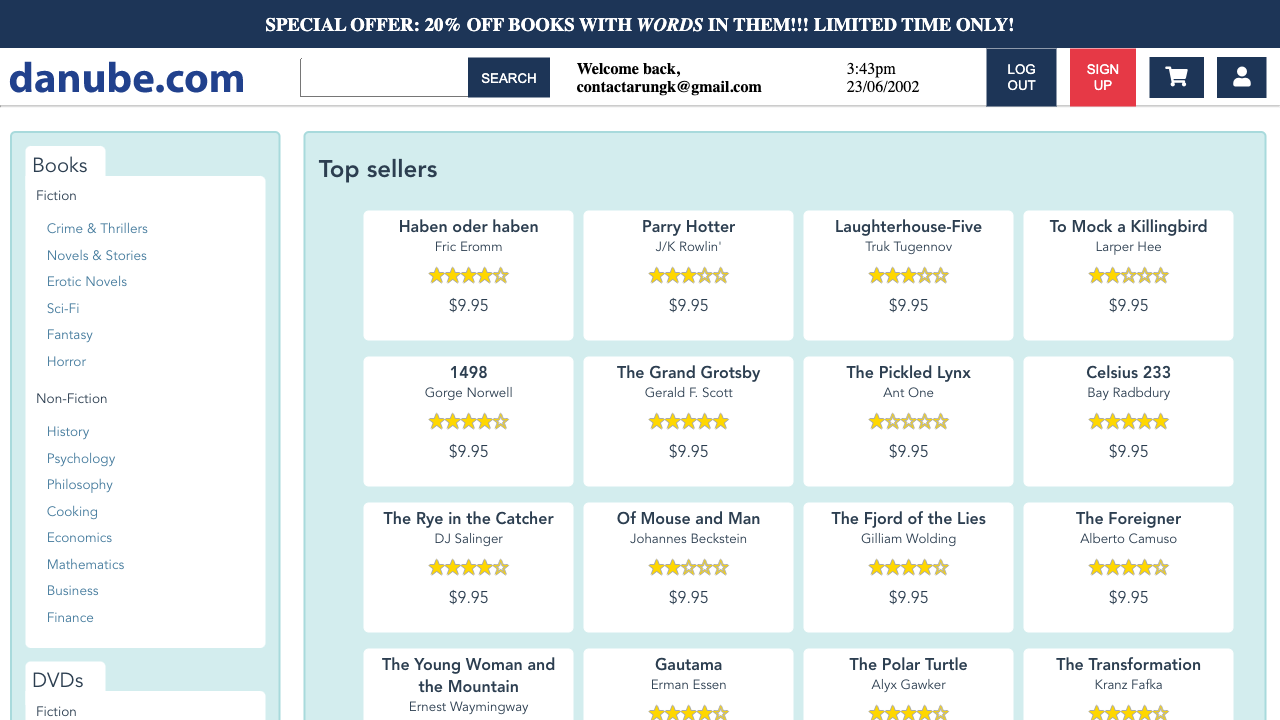 SPECIAL OFFER: 20% OFF BOOKS WITH WORDS IN THEM!!! LIMITED TIME ONLY!
danube.com
SEARCH
Welcome back,
contactarungk@gmail.com
3:43pm
23/06/2002
LOG
OUT
SIGN
UP
Books
Fiction
Crime & Thrillers
Novels & Stories
Erotic Novels
Sci-Fi
Fantasy
Horror
Non-Fiction
History
Psychology
Philosophy
Cooking
Economics
Mathematics
Business
Finance
DVDs
Fiction
Top sellers
Haben oder haben
Fric Eromm
$9.95
Parry Hotter
J/K Rowlin'
$9.95
Laughterhouse-Five
Truk Tugennov
$9.95
To Mock a Killingbird
Larper Hee
$9.95
1498
Gorge Norwell
$9.95
The Grand Grotsby
Gerald F. Scott
$9.95
The Pickled Lynx
Ant One
$9.95
Celsius 233
Bay Radbdury
$9.95
The Rye in the Catcher
DJ Salinger
$9.95
Of Mouse and Man
Johannes Beckstein
$9.95
The Fjord of the Lies
Gilliam Wolding
$9.95
The Foreigner
Alberto Camuso
$9.95
The Young Woman and
the Mountain
Ernest Waymingway
Gautama
Erman Essen
The Polar Turtle
Alyx Gawker
The Transformation
Kranz Fafka